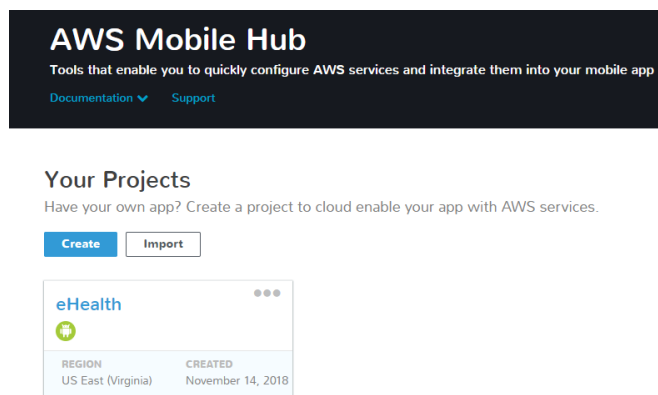 AWS Mobile Hub
Tools that enable you to quickly configure AWS services and integrate them into your mobile app
Documentation Support
Your Projects
Have your own app? Create a project to cloud enable your app with AWS services.
Create Import
eHealth
REGION CREATED
US East (Virginia) November 14, 2018